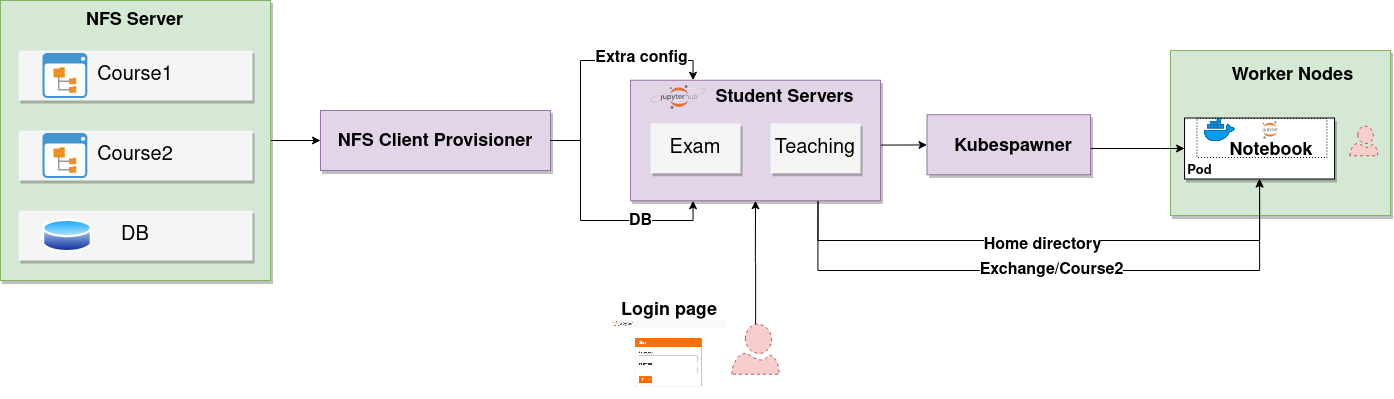 NFS Server
Course1
Course2
DB
NFS Client Provisioner
Extra config
DB
jupyterhub
Student Servers
Exam
Teaching
Kubespawner
Worker Nodes
jupyter
Notebook
Pod
Home directory
Exchange/Course2
Login page
jupyter